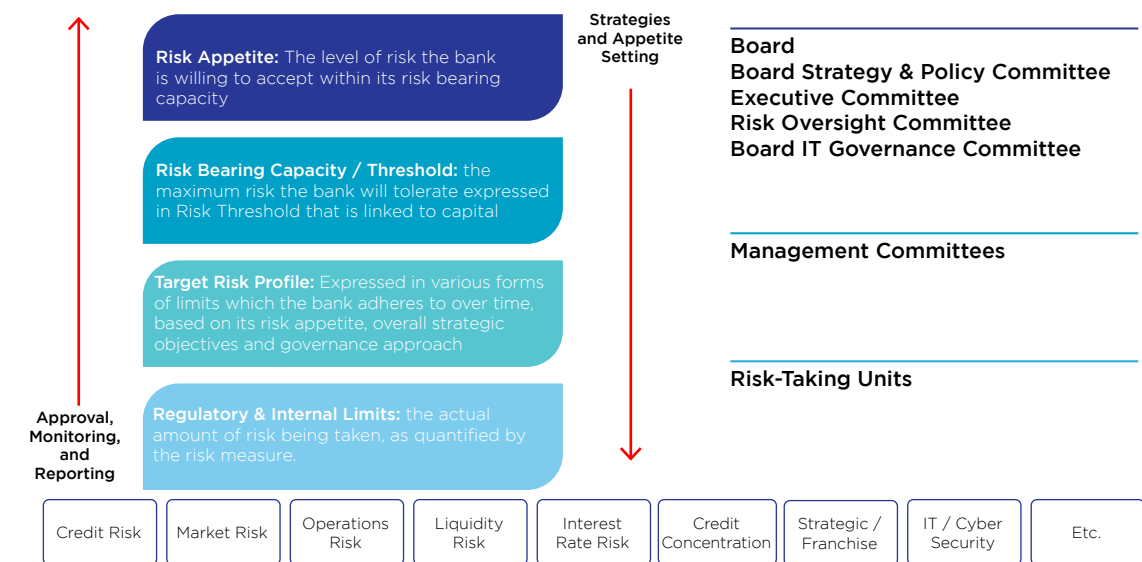 Strategies
and Appetite
Setting
Risk Appetite: The level of risk the bank
is willing to accept within its risk bearing
capacity
Risk Bearing Capacity / Threshold: the
maximum risk the bank will tolerate expressed
in Risk Threshold that is linked to capital
Target Risk Profile: Expressed in various forms
of limits which the bank adheres to over time,
based on its risk appetite, overall strategic
objectives and governance approach
Regulatory & Internal Limits: the actual
amount of risk being taken, as quantified by
the risk measure.
Approval,
Monitoring,
and
Reporting
Board
Board Strategy & Policy Committee
Executive Committee
Risk Oversight Committee
Board IT Governance Committee
Management Committees
Risk-Taking Units
Credit Risk
Market Risk
Operations
Risk
Liquidity
Risk
Interest
Rate Risk
Credit
Concentration
Strategic /
Franchise
IT / Cyber
Security
Etc.